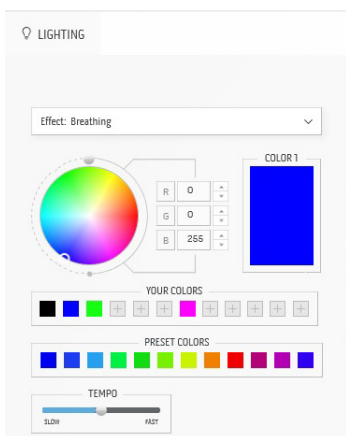 LIGHTING
Effect: Breathing
COLOR 1
R 0
G 0
B 255
YOUR COLORS
PRESET COLORS
TEMPO
SLOW FAST